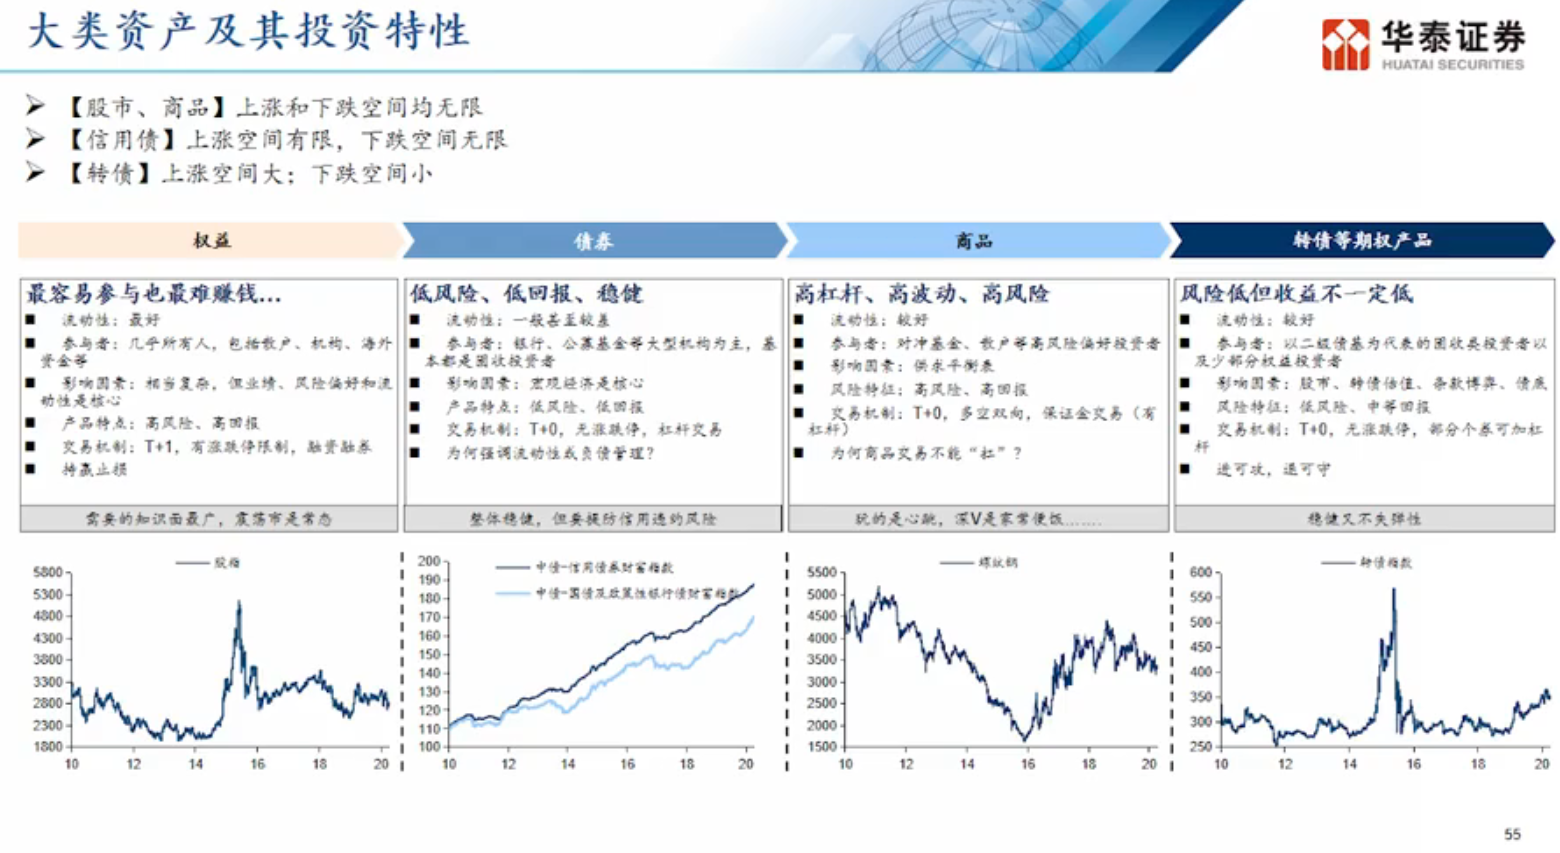 大类资产及其投资特性
华泰证券
HUATAI SECURITIES
【股市、商品】上涨和下跌空间均无限
【信用债】上涨空间有限，下跌空间无限
【转债】上涨空间大；下跌空间小
权益
债券
商品
转债等期权产品
最容易参与也最难赚钱…
流动性：最好
参与者：几乎所有人，包括散户、机构、海外
资金等
影响因素：相当复杂，但业绩、风险偏好和流
动性是核心
产品特点：高风险、高回报
交易机制：T+1，有涨跌停限制，融资融券
持赢止损
需要的知识面最广，震荡市是常态
低风险、低回报、稳健
流动性：一般甚至较差
参与者：银行、公募基金等大型机构为主，基
本都是固收投资者
影响因素：宏观经济是核心
产品特点：低风险、低回报
交易机制：T+0，无涨跌停，杠杆交易
为何强调流动性或负债管理？
整体稳健，但要提防信用违约风险
高杠杆、高波动、高风险
流动性：较好
参与者：对冲基金、散户等高风险偏好投资者
影响因素：供求平衡表
风险特征：高风险、高回报
交易机制：T+0，多空双向，保证金交易（有
杠杆）
为何商品交易不能“扛”？
玩的是心跳，深V是家常便饭…….
风险低但收益不一定低
流动性：较好
参与者：以二级债基为代表的固收类投资者以
及少部分权益投资者
影响因素：股市、转债估值、条款博弈、债底
风险特征：低风险、中等回报
交易机制：T+0，无涨跌停，部分个券可加杠
杆
进可攻，退可守
稳健又不失弹性
股指
5800
5300
4800
4300
3800
3300
2800
2300
1800
10 12 14 16 18 20
中债-信用债券财富指数
中债-国债及政策性银行债财富指数
200
190
180
170
160
150
140
130
120
110
100
10 12 14 16 18 20
螺纹钢
5500
5000
4500
4000
3500
3000
2500
2000
1500
10 12 14 16 18 20
转债指数
600
550
500
450
400
350
300
250
10 12 14 16 18 20
55